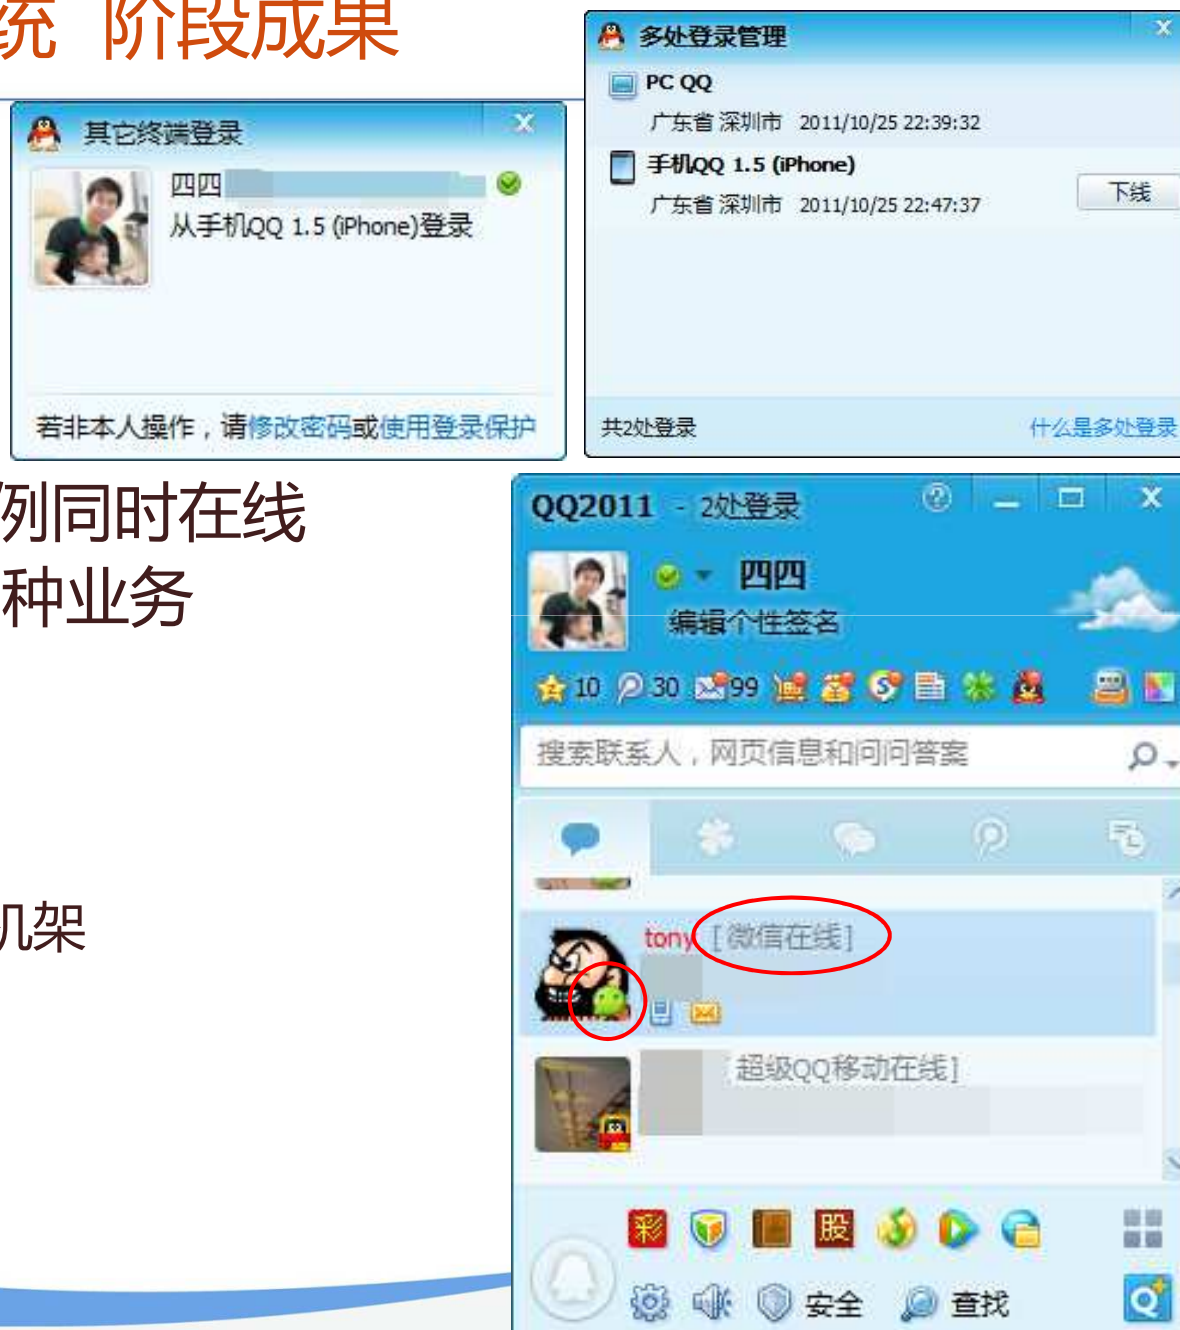 统 阶段成果
多处登录管理
PC QQ
广东省 深圳市 2011/10/25 22:39:32
手机QQ 1.5 (iPhone)
广东省 深圳市 2011/10/25 22:47:37
下线
共2处登录
什么是多处登录
其它终端登录
四四
从手机QQ 1.5 (iPhone)登录
若非本人操作，请修改密码或使用登录保护
例同时在线
种业务
机架
QQ2011 - 2处登录
四四
编辑个性签名
10 30 99
搜索联系人，网页信息和问问答案
tony [微信在线]
超级QQ移动在线]
彩 股
安全 查找